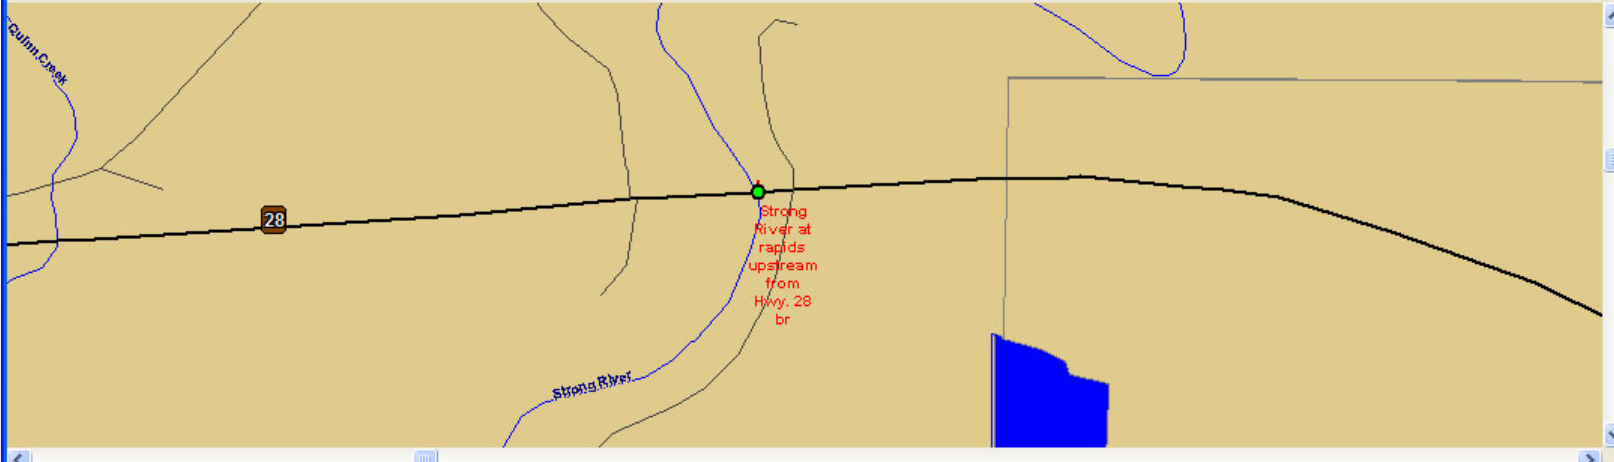 Quinn Creek
28
Strong
River at
rapids
upstream
from
Hwy. 28
br
Strong River